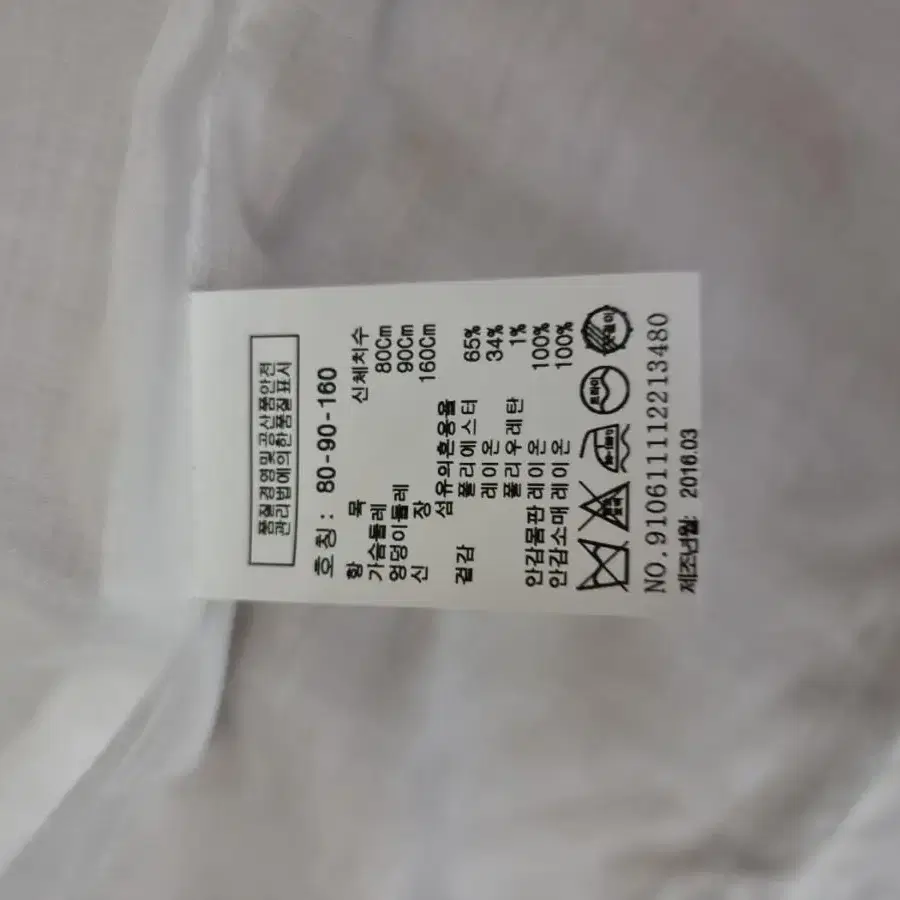 품질경영및공산품안전
관리법에의한품질표시
호칭: 80-90-160
항 목 신체치수
가슴둘레 80Cm
엉덩이둘레 90Cm
신 장 160Cm
섬유의혼용율
겉감 폴리에스터 65%
레이온 34%
폴리우레탄 1%
안감몸판 레이온 100%
안감소매 레이온 100%
드라이
NO.9106111122213480
제조년월: 2016.03